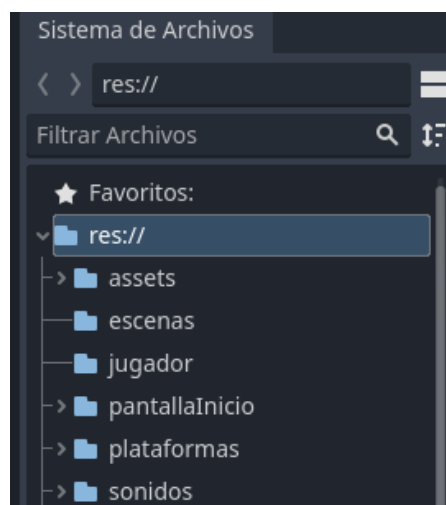 Sistema de Archivos
res://
Filtrar Archivos
Favoritos:
res://
assets
escenas
jugador
pantallaInicio
plataformas
sonidos